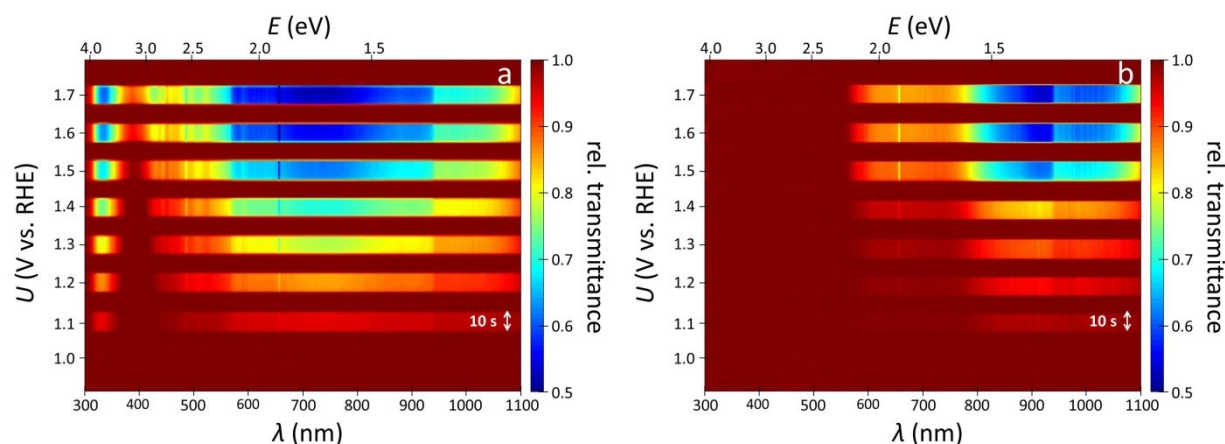 E (eV)
4.0 3.0 2.5 2.0 1.5
a
1.7
1.6
1.5
1.4
1.3
1.2
1.1
1.0
U (V vs. RHE)
10 s
300 400 500 600 700 800 900 1000 1100
λ (nm)
1.0
0.9
0.8
0.7
0.6
0.5
rel. transmittance
E (eV)
4.0 3.0 2.5 2.0 1.5
b
1.7
1.6
1.5
1.4
1.3
1.2
1.1
1.0
U (V vs. RHE)
10 s
300 400 500 600 700 800 900 1000 1100
λ (nm)
1.0
0.9
0.8
0.7
0.6
0.5
rel. transmittance